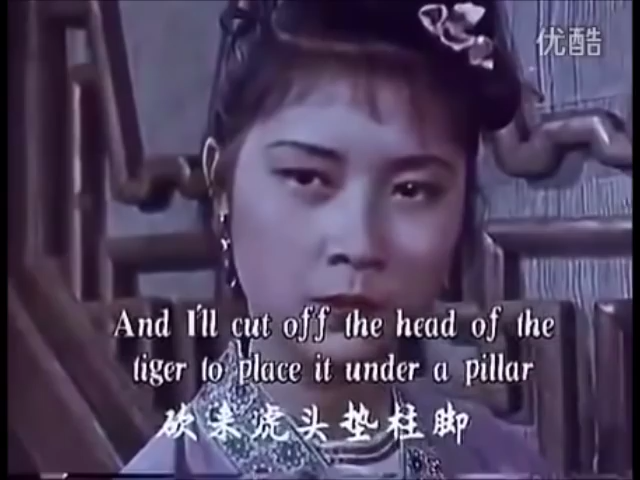 优酷
And I'll cut off the head of the
tiger to place it under a pillar
砍来虎头垫柱脚